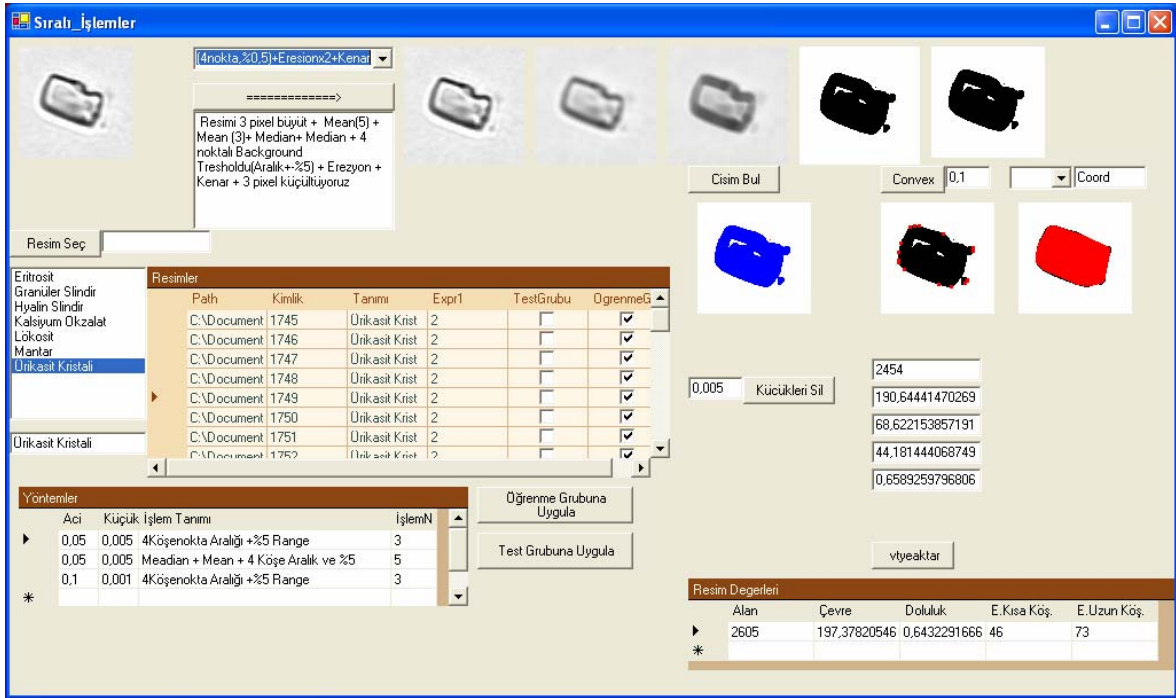 Sıralı_İşlemler
(4nokta,%0,5)+Eresionx2+Kenar
=============>
Resimi 3 pixel büyüt + Mean(5) +
Mean (3)+ Median+ Median + 4
noktalı Background
Tresholdu(Aralık+-%5) + Erezyon +
Kenar + 3 pixel küçültüyoruz
Cisim Bul
Convex
0,1
Coord
Resim Seç
Eritrosit
Granüler Slindir
Hyalin Slindir
Kalsiyum Okzalat
Lökosit
Mantar
Ürikasit Kristali
Ürikasit Kristali
Resimler
Path Kimlik Tanımı Expr1 TestGrubu OgrenmeG
C:\Document 1745 Ürikasit Krist 2
C:\Document 1746 Ürikasit Krist 2
C:\Document 1747 Ürikasit Krist 2
C:\Document 1748 Ürikasit Krist 2
C:\Document 1749 Ürikasit Krist 2
C:\Document 1750 Ürikasit Krist 2
C:\Document 1751 Ürikasit Krist 2
C:\Document 1752 Ürikasit Krist 2
0,005
Kücükleri Sil
2454
190,64441470269
68,622153857191
44,181444068749
0,6589259796806
Yöntemler
Aci Küçük İşlem Tanımı İşlemN
0,05 0,005 4Köşenokta Aralığı +%5 Range 3
0,05 0,005 Meadian + Mean + 4 Köşe Aralık ve %5 5
0,1 0,001 4Köşenokta Aralığı +%5 Range 3
Öğrenme Grubuna
Uygula
Test Grubuna Uygula
vtyeaktar
Resim Degerleri
Alan Çevre Doluluk E.Kısa Köş. E.Uzun Köş.
2605 197,37820546 0,6432291666 46 73